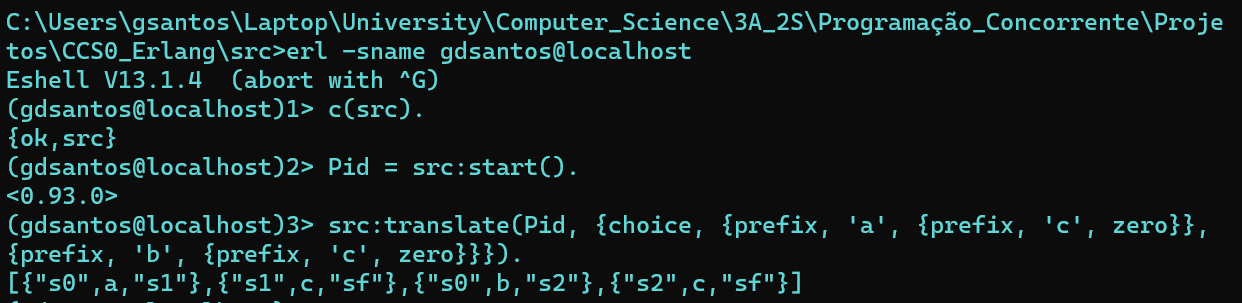 C:\Users\gsantos\Laptop\University\Computer_Science\3A_2S\Programação_Concorrente\Proje
tos\CCS0_Erlang\src>erl -sname gdsantos@localhost
Eshell V13.1.4  (abort with ^G)
(gdsantos@localhost)1> c(src).
{ok,src}
(gdsantos@localhost)2> Pid = src:start().
<0.93.0>
(gdsantos@localhost)3> src:translate(Pid, {choice, {prefix, 'a', {prefix, 'c', zero}},
{prefix, 'b', {prefix, 'c', zero}}}).
[{"s0",a,"s1"},{"s1",c,"sf"},{"s0",b,"s2"},{"s2",c,"sf"}]